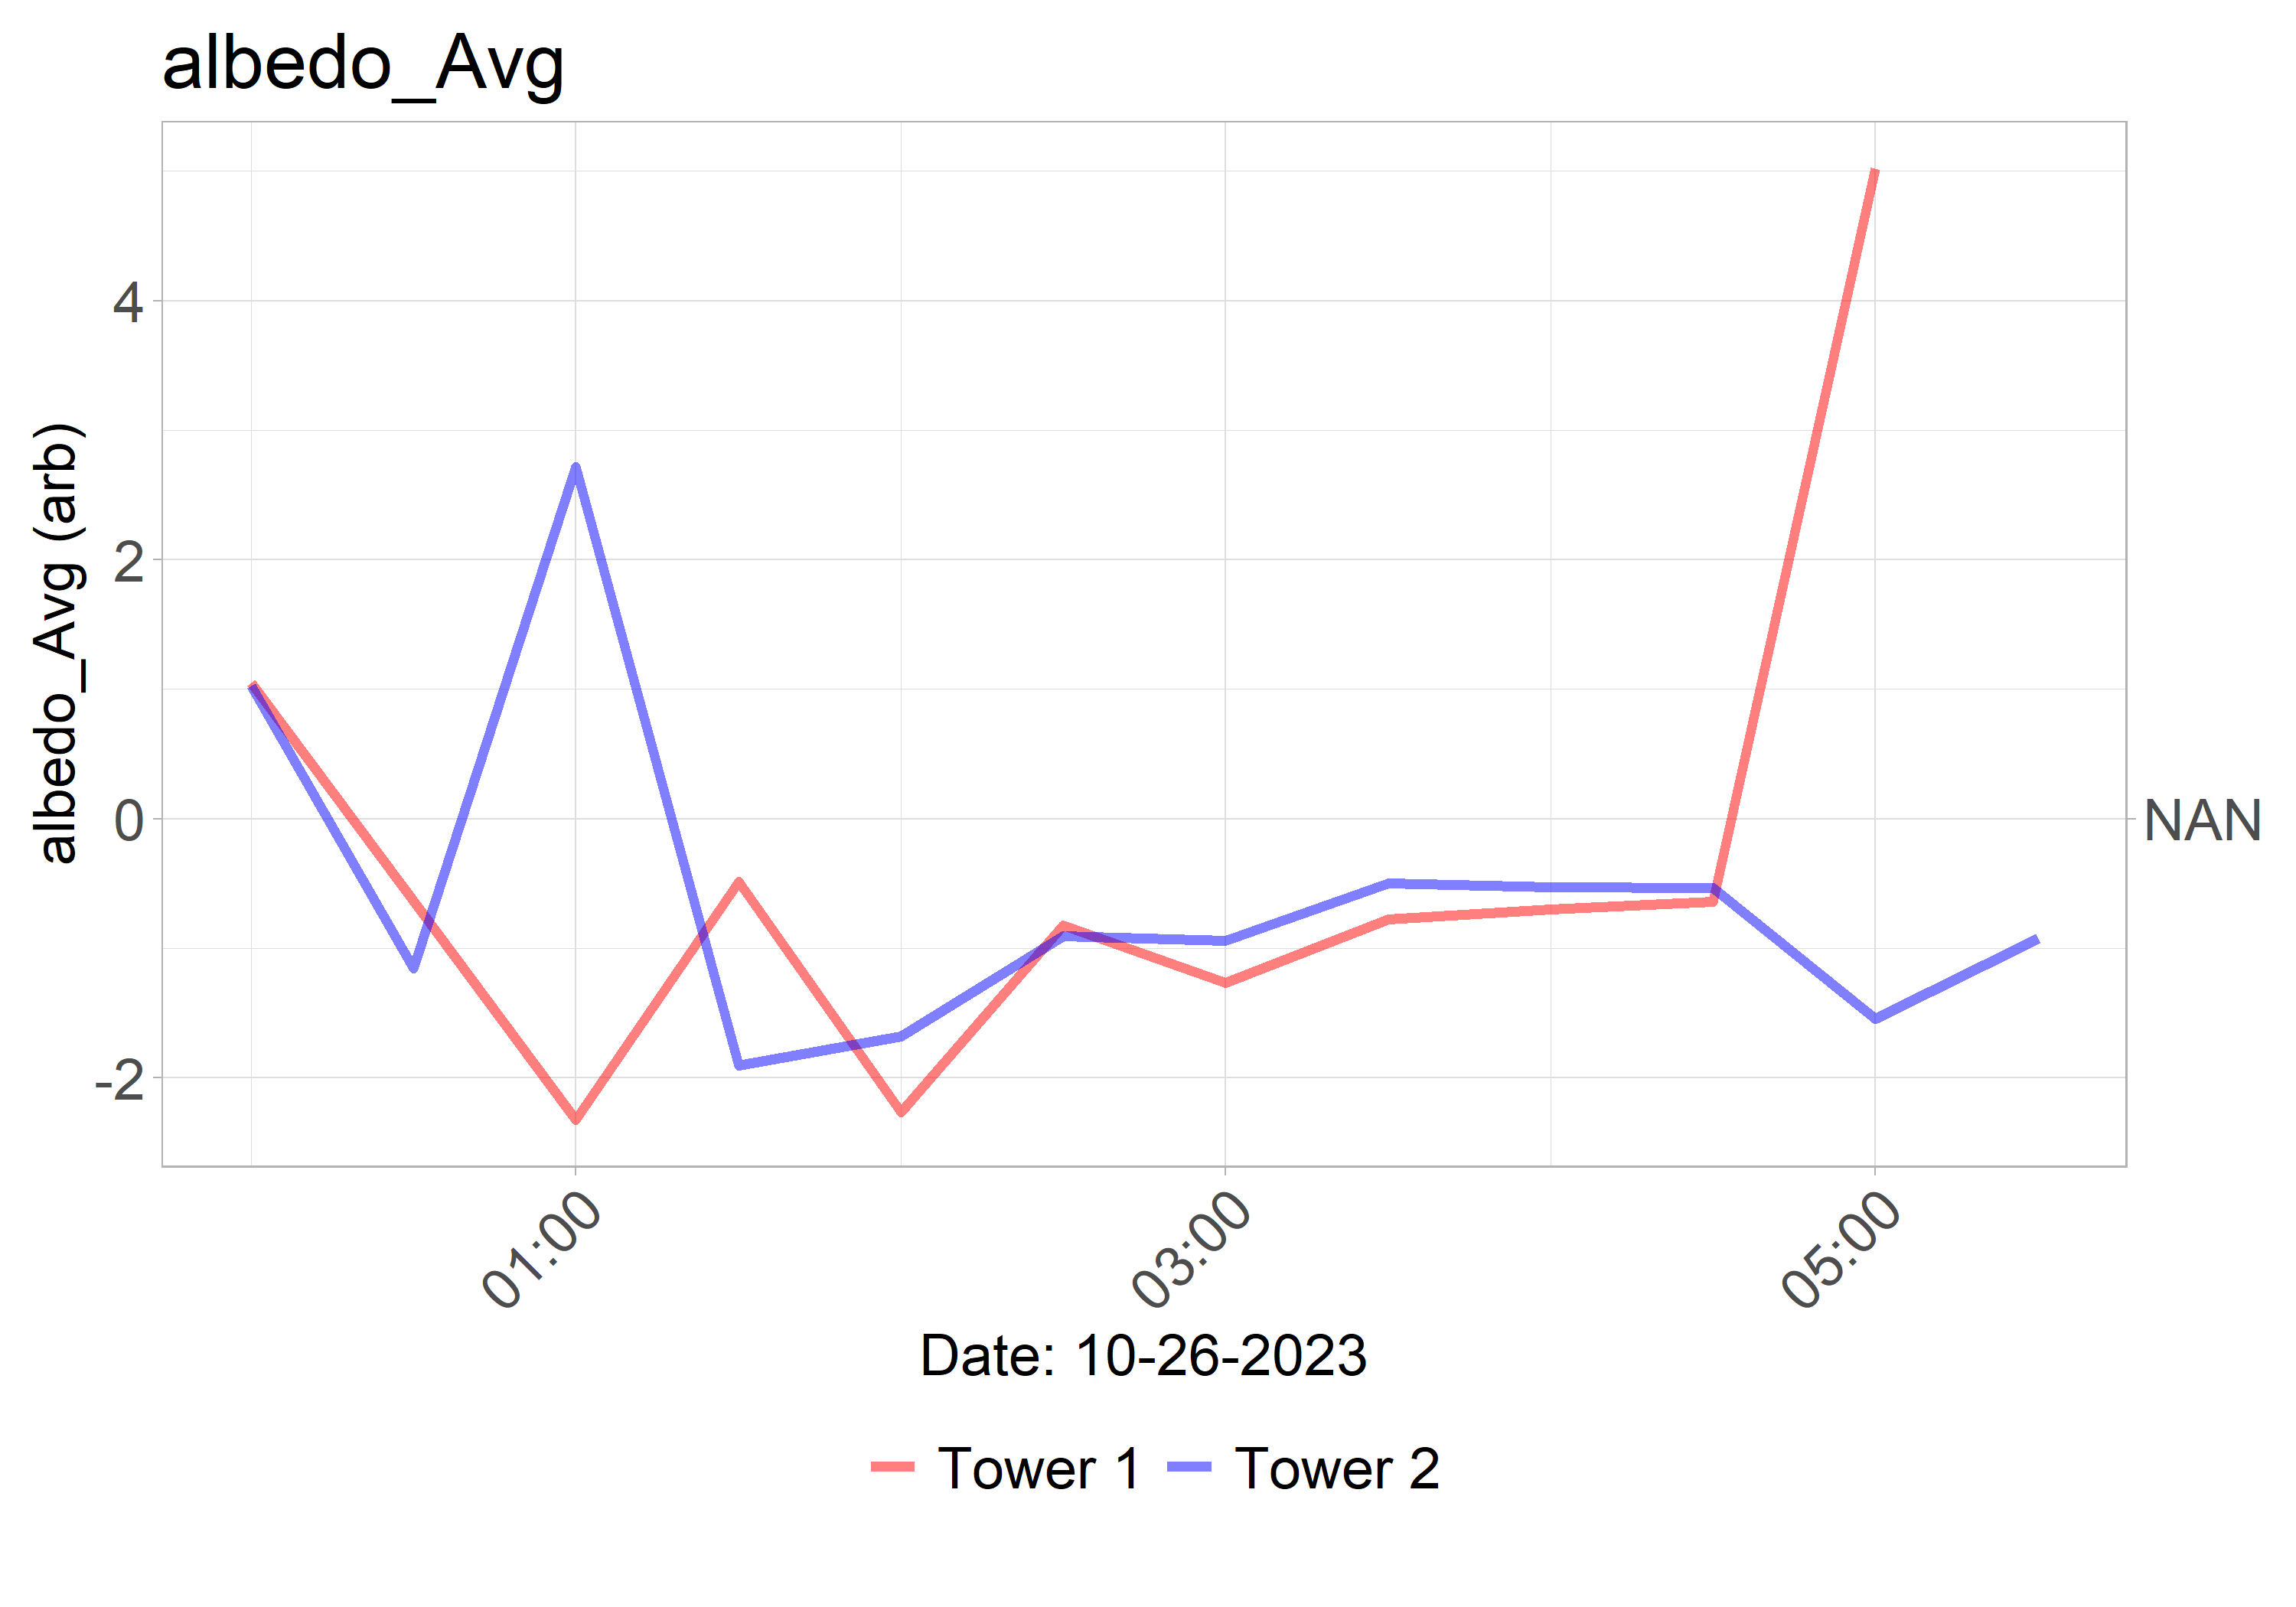 albedo_Avg
albedo_Avg (arb)
4
2
0
-2
NAN
01:00
03:00
05:00
Date: 10-26-2023
Tower 1
Tower 2